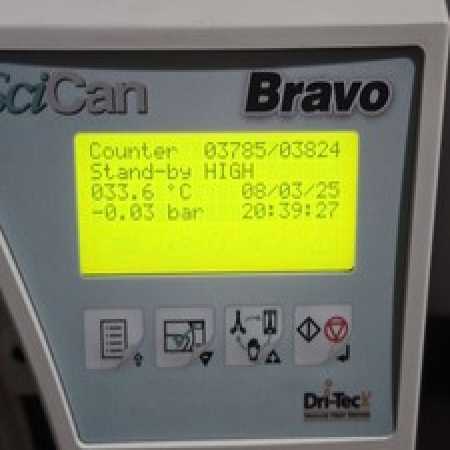 SciCan Bravo
Counter 03785/03824
Stand-by HIGH
033.6 °C 08/03/25
-0.03 bar 20:39:27
Dri-Tec